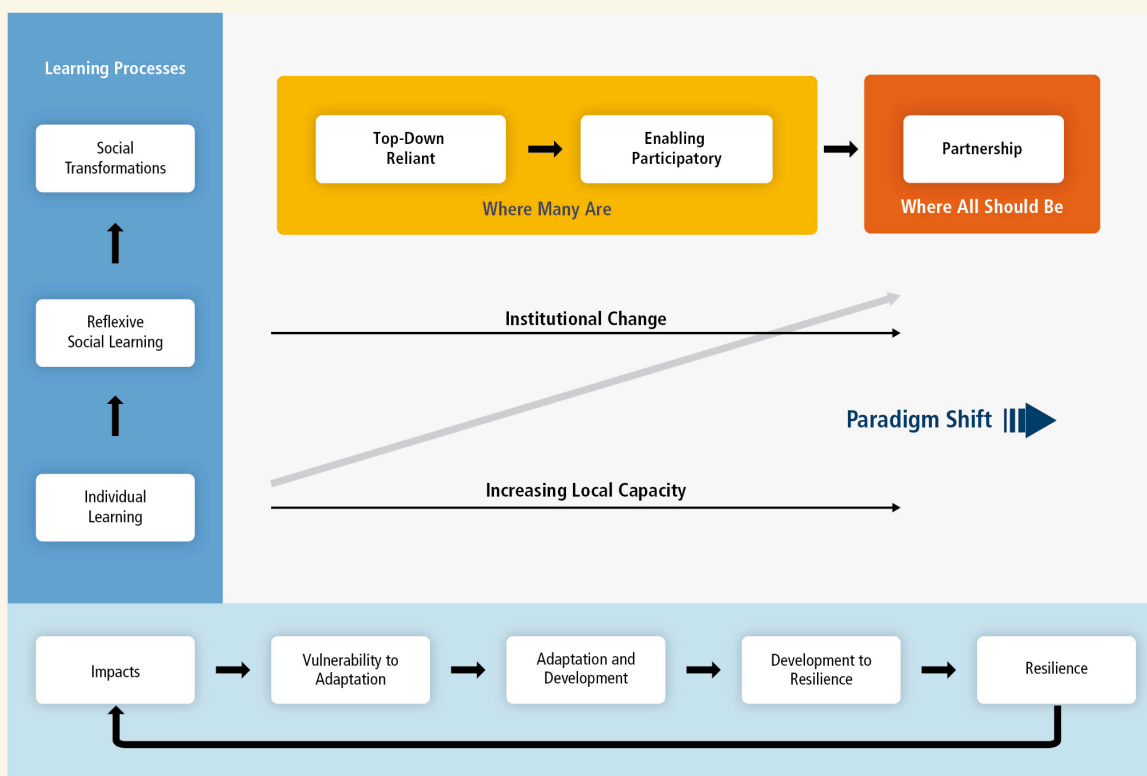 Learning Processes
Social
Transformations
Reflexive
Social Learning
Individual
Learning
Top-Down
Reliant
Enabling
Participatory
Where Many Are
Partnership
Where All Should Be
Institutional Change
Paradigm Shift
Increasing Local Capacity
Impacts
Vulnerability to
Adaptation
Adaptation and
Development
Development to
Resilience
Resilience